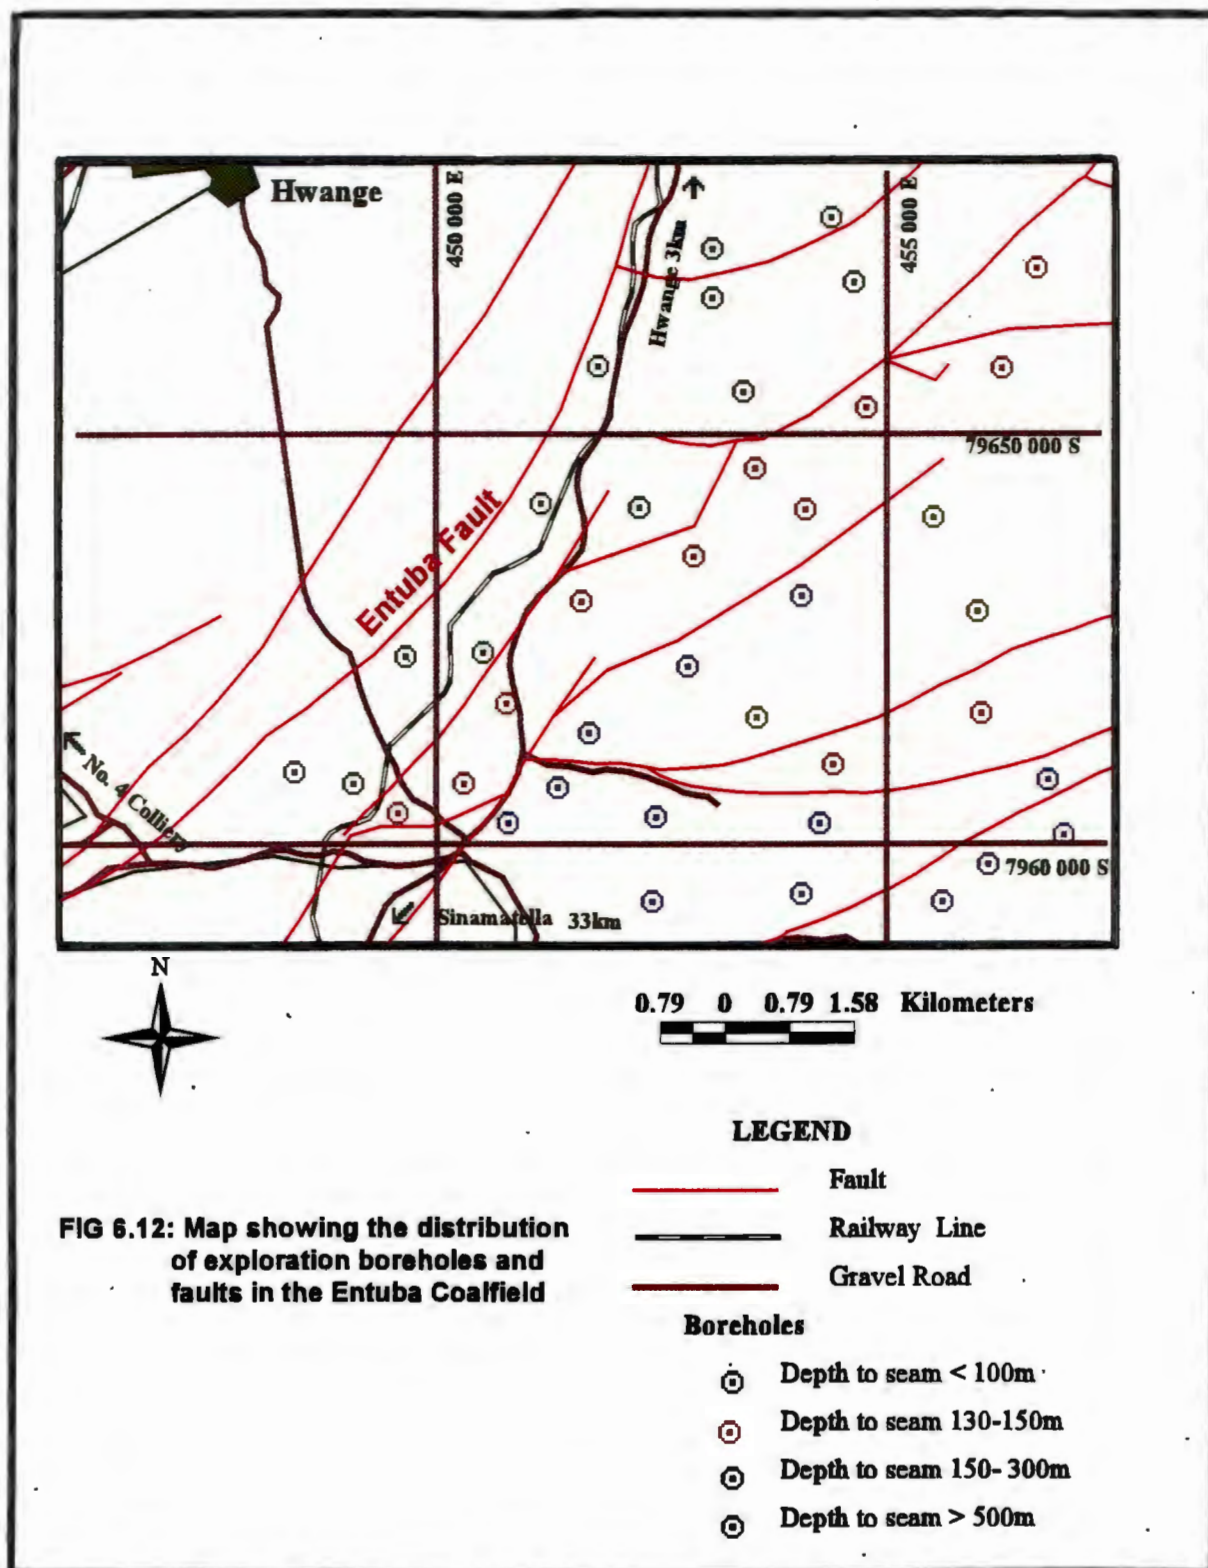 Hwange
450 000 E
Hwange 3km
455 000 E
79650 000 S
Entuba Fault
No. 4 Colliery
7960 000 S
Sinamatella 33km
N
0.79 0 0.79 1.58 Kilometers
LEGEND
Fault
Railway Line
Gravel Road
FIG 6.12: Map showing the distribution
of exploration boreholes and
faults in the Entuba Coalfield
Boreholes
Depth to seam < 100m
Depth to seam 130-150m
Depth to seam 150- 300m
Depth to seam > 500m